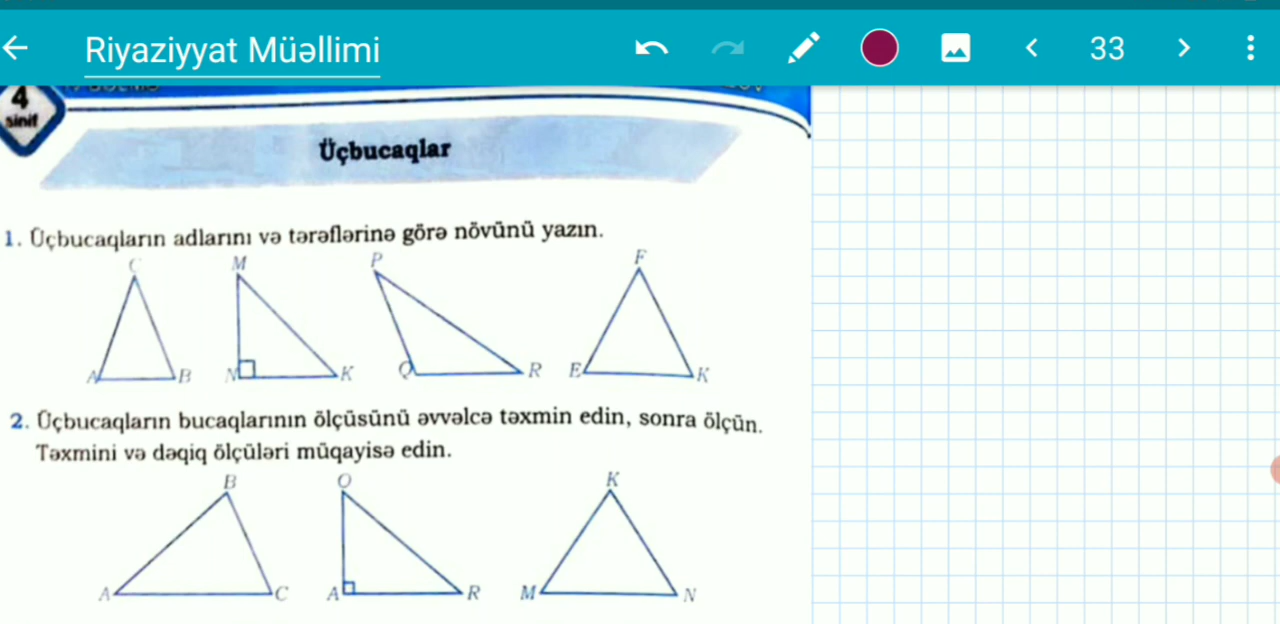 Riyaziyyat Müəllimi
33
4
sinif
Üçbucaqlar
1. Üçbucaqların adlarını və tərəflərinə görə növünü yazın.
C M P F
A B N K Q R E K
2. Üçbucaqların bucaqlarının ölçüsünü əvvəlcə təxmin edin, sonra ölçün.
Təxmini və dəqiq ölçüləri müqayisə edin.
B O K
A C A R M N